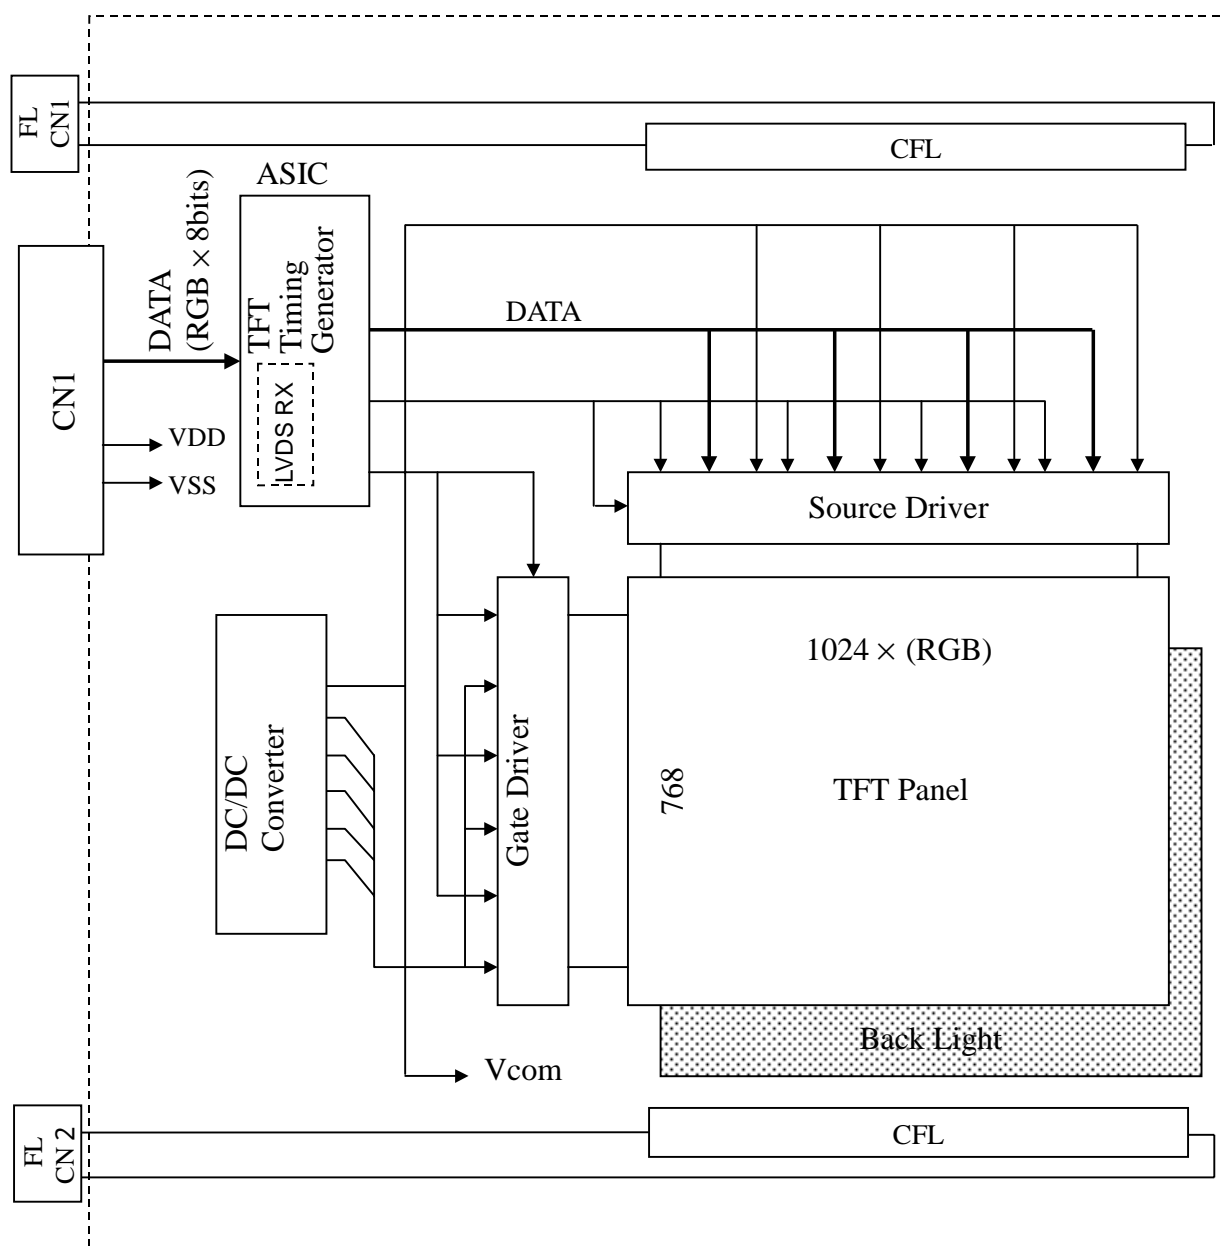 FL
CN1
CFL
ASIC
DATA
(RGB × 8bits)
TFT
Timing
Generator
LVDS RX
DATA
CN1
VDD
VSS
Source Driver
1024 × (RGB)
768
TFT Panel
DC/DC
Converter
Gate Driver
Back Light
Vcom
FL
CN 2
CFL